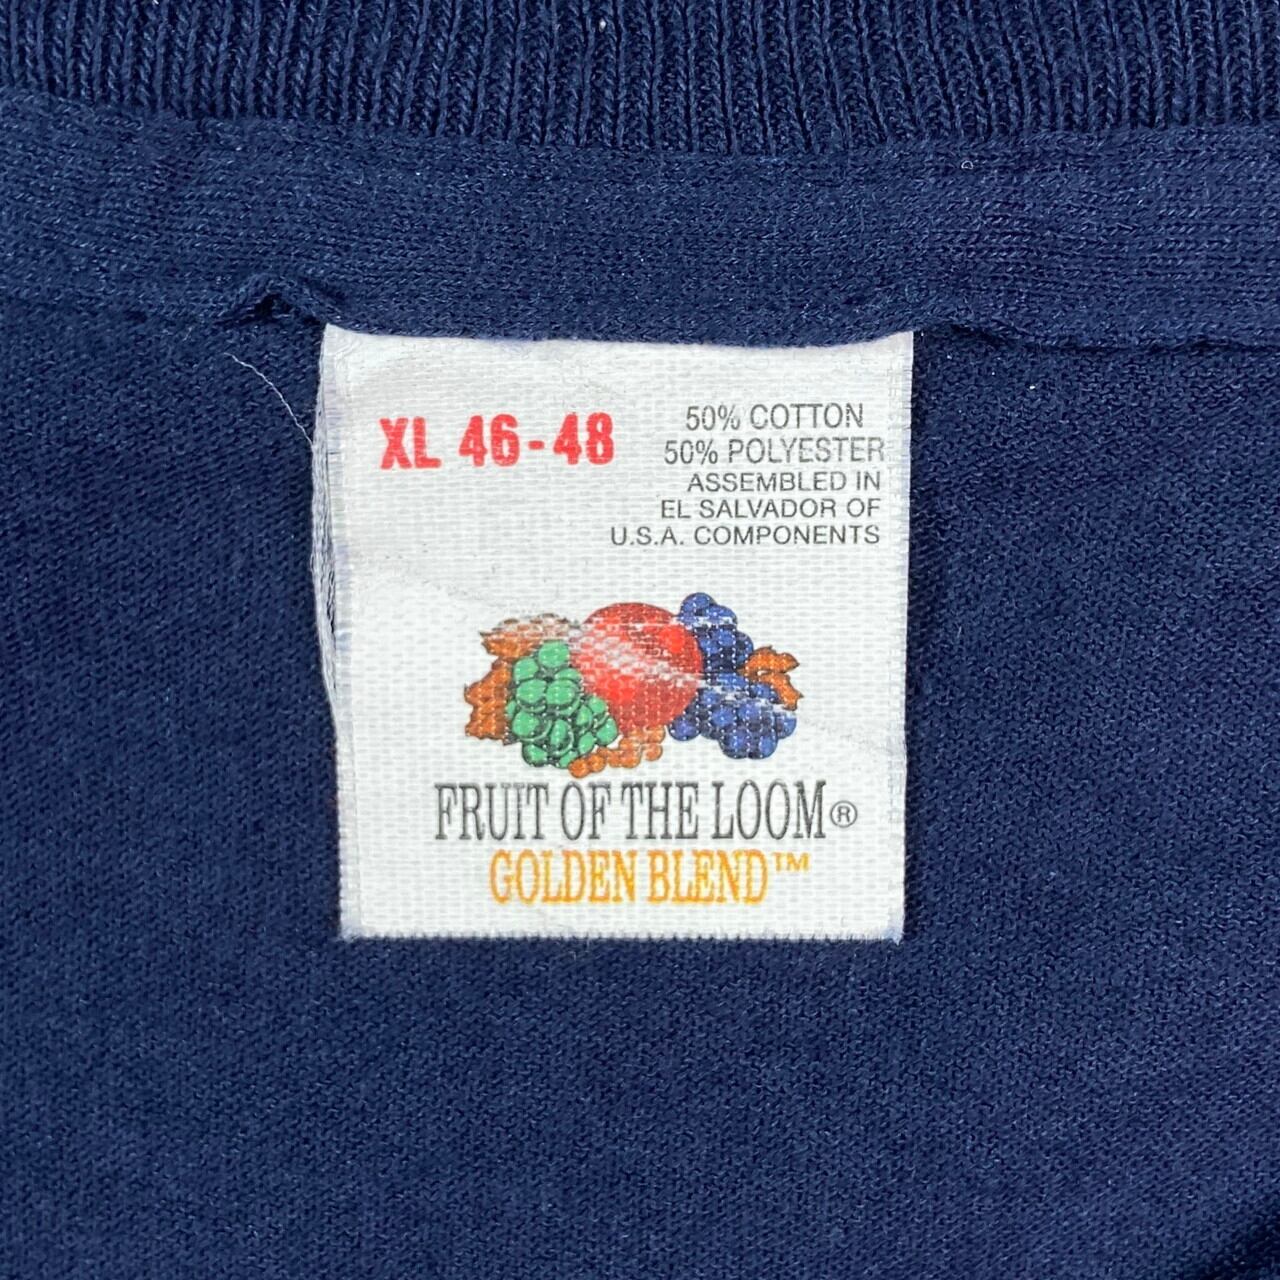 XL 46-48
50% COTTON
50% POLYESTER
ASSEMBLED IN
EL SALVADOR OF
U.S.A. COMPONENTS
FRUIT OF THE LOOM®
GOLDEN BLEND™